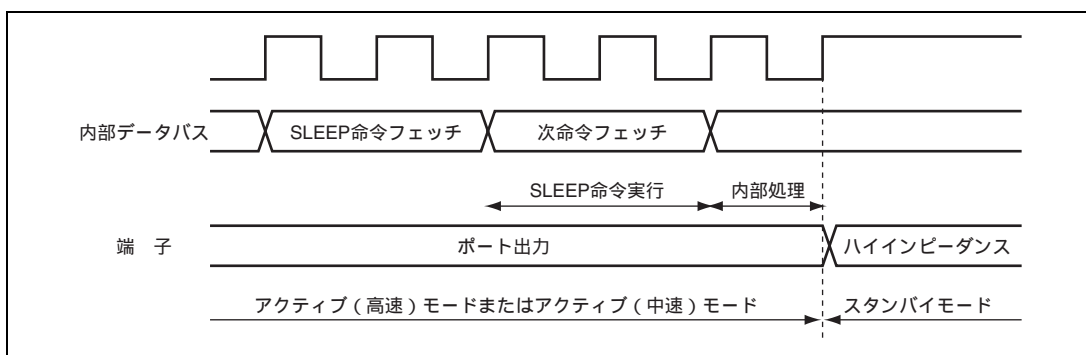 内部データバス
SLEEP命令フェッチ
次命令フェッチ
SLEEP命令実行
内部処理
端　子
ポート出力
ハイインピーダンス
アクティブ（高速）モードまたはアクティブ（中速）モード
スタンバイモード